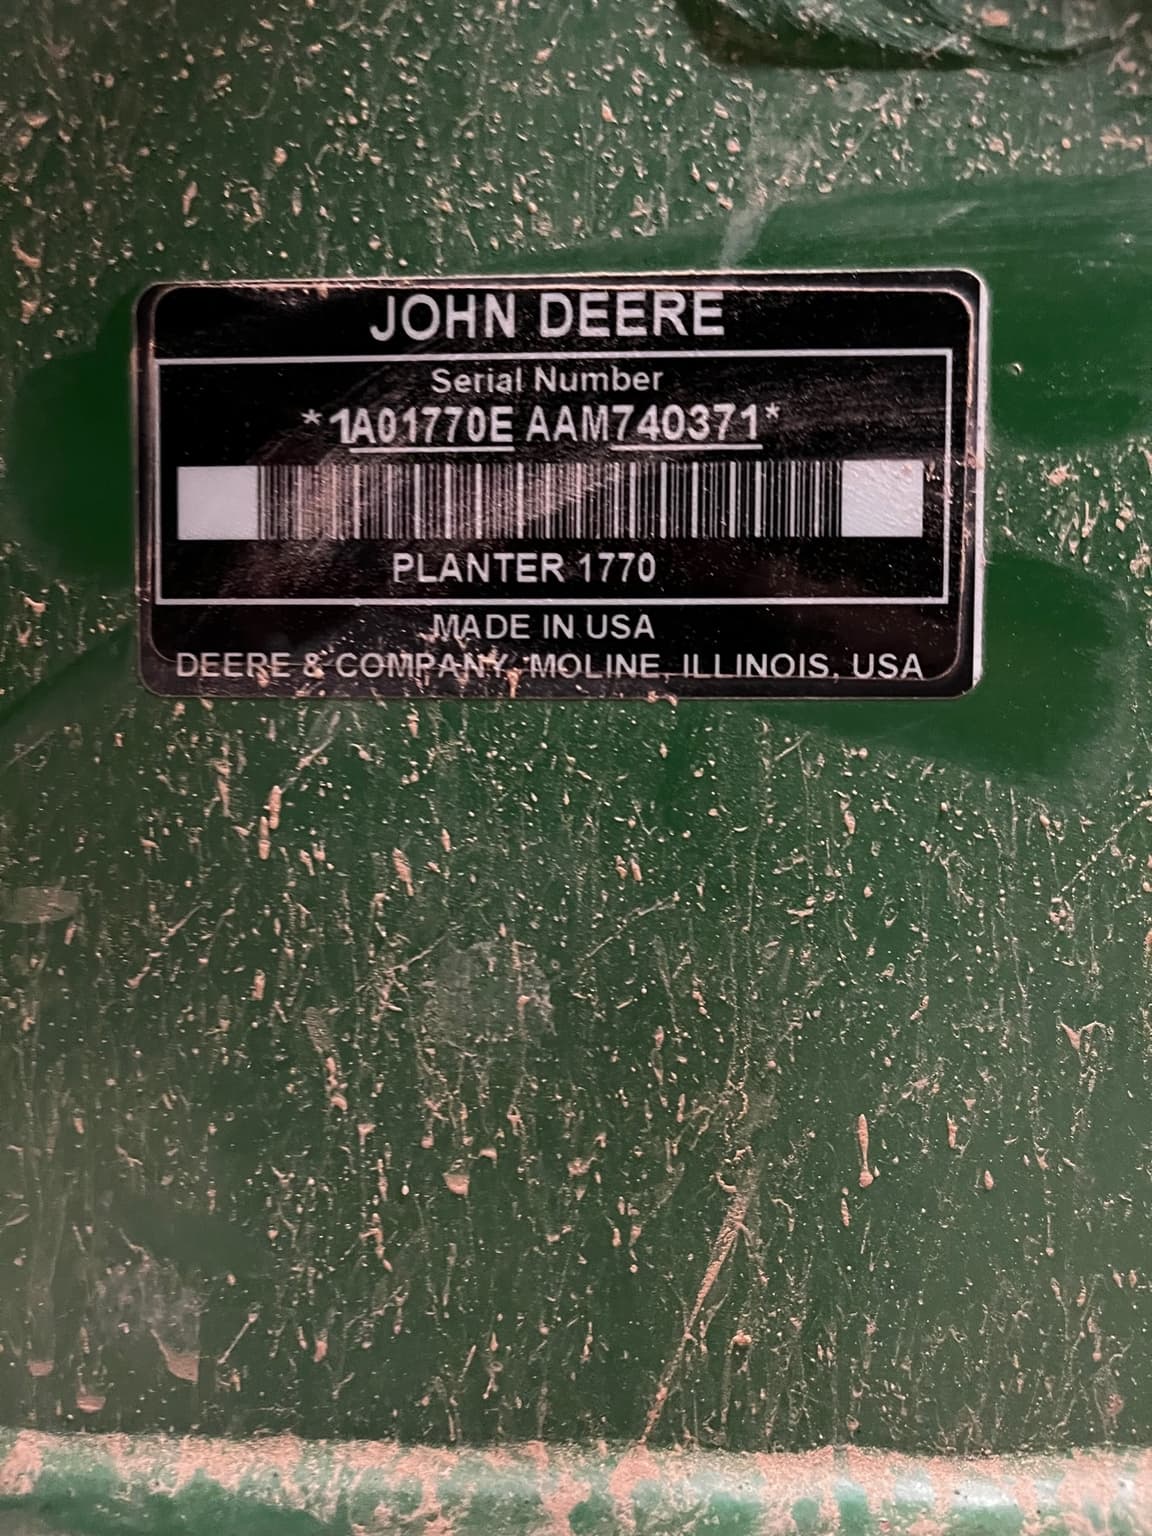 JOHN DEERE
Serial Number
*1A01770E AAM740371*
PLANTER 1770
MADE IN USA
DEERE & COMPANY, MOLINE, ILLINOIS, USA